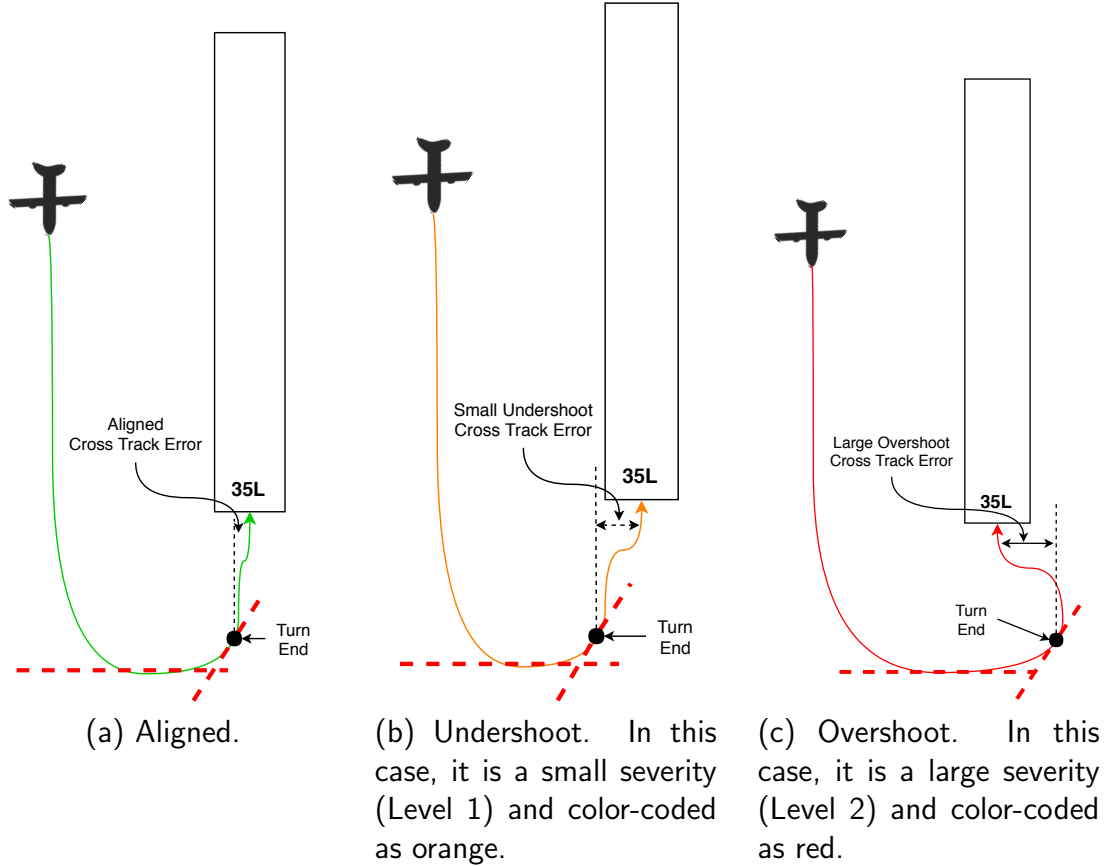 Aligned
Cross Track Error
35L
Turn
End
(a) Aligned.
Small Undershoot
Cross Track Error
35L
Turn
End
(b) Undershoot. In this
case, it is a small severity
(Level 1) and color-coded
as orange.
Large Overshoot
Cross Track Error
35L
Turn
End
(c) Overshoot. In this
case, it is a large severity
(Level 2) and color-coded
as red.